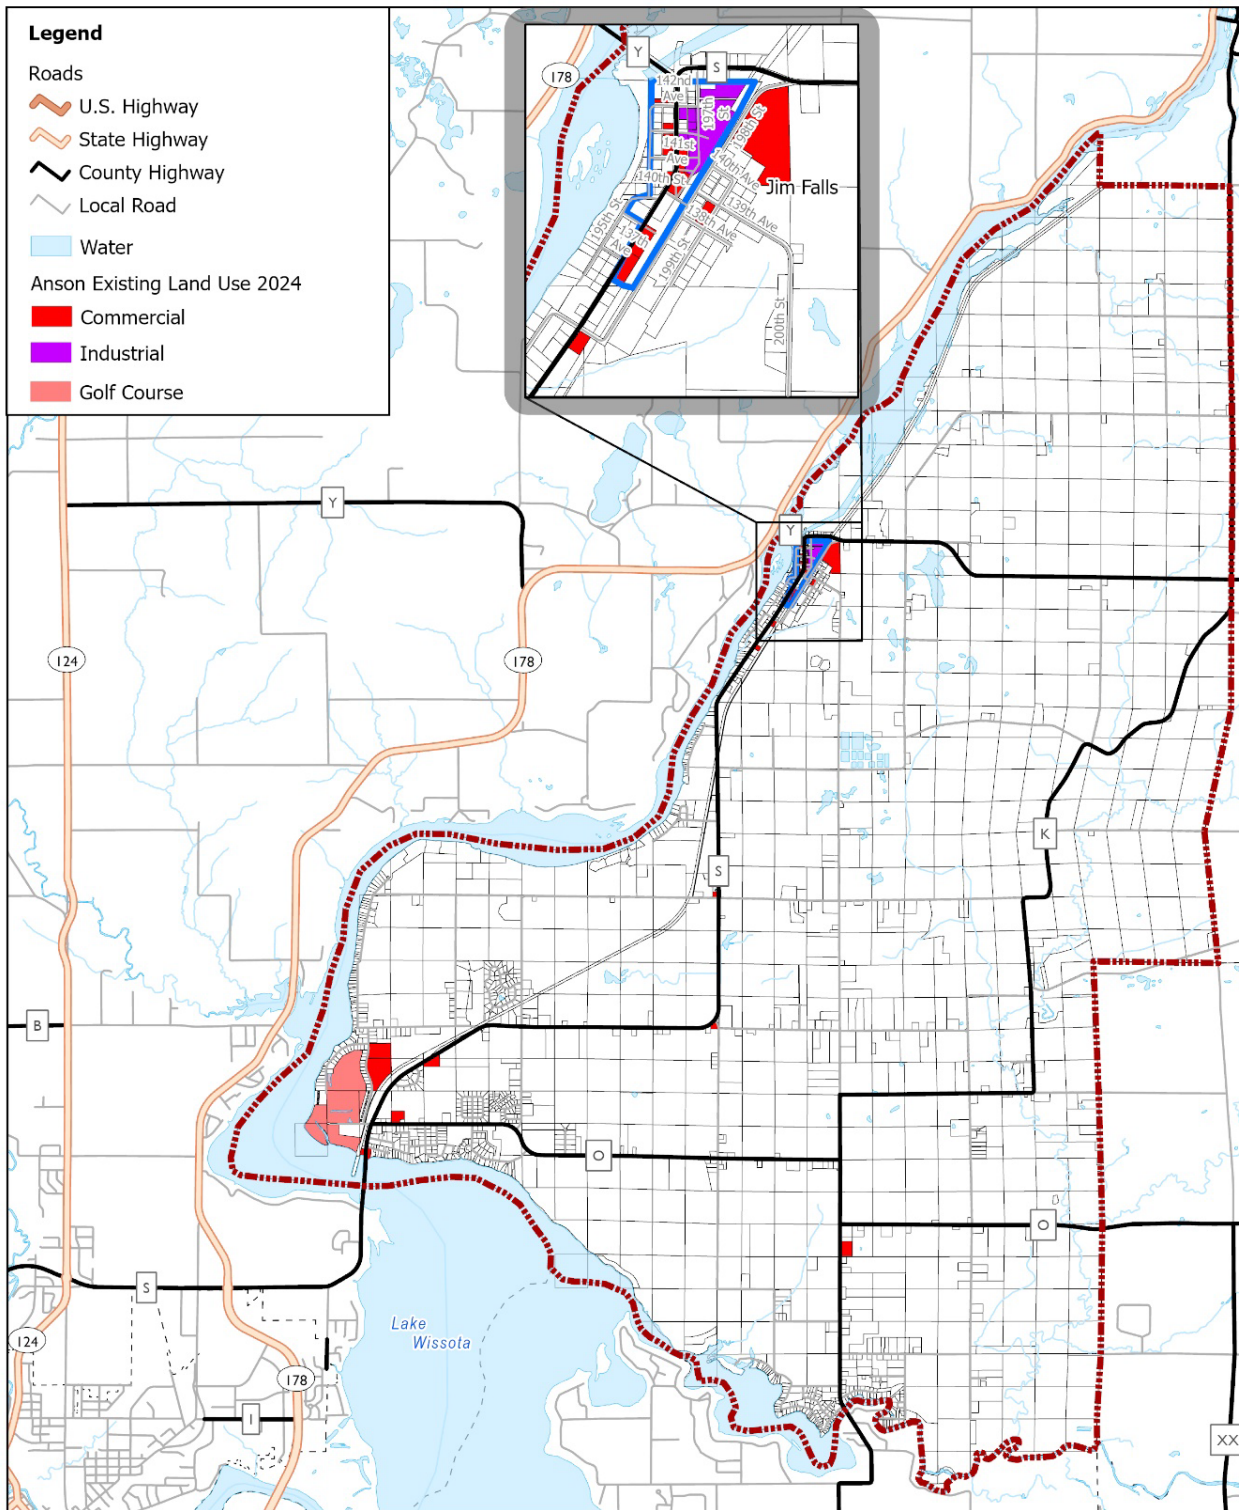 Legend
Roads
U.S. Highway
State Highway
County Highway
Local Road
Water
Anson Existing Land Use 2024
Commercial
Industrial
Golf Course
Y
S
178
142nd
Ave
197th
St
198th St
141st
Ave
140th St
140th Ave
Jim Falls
139th Ave
138th Ave
195th St
137th
Ave
199th St
200th St
Y
Y
124
178
K
S
B
O
O
S
Lake
Wissota
124
178
I
XX